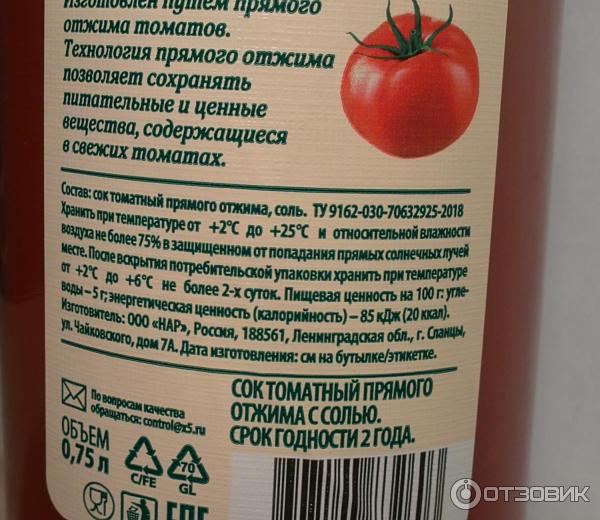 Изготовлен путем прямого
отжима томатов.
Технология прямого отжима
позволяет сохранять
питательные и ценные
вещества, содержащиеся
в свежих томатах.
Состав: сок томатный прямого отжима, соль. ТУ 9162-030-70632925-2018
Хранить при температуре от +2°С до +25°С и относительной влажности
воздуха не более 75% в защищенном от попадания прямых солнечных лучей
месте. После вскрытия потребительской упаковки хранить при температуре
от +2°С до +6°С не более 2-х суток. Пищевая ценность на 100 г: угле-
воды – 5 г; энергетическая ценность (калорийность) – 85 кДж (20 ккал).
Изготовитель: ООО «НАР», Россия, 188561, Ленинградская обл., г. Сланцы,
ул. Чайковского, дом 7А. Дата изготовления: см на бутылке/этикетке.
По вопросам качества
обращаться: control@x5.ru
ОБЪЕМ
0,75 л
C/FE
70
GL
СОК ТОМАТНЫЙ ПРЯМОГО
ОТЖИМА С СОЛЬЮ.
СРОК ГОДНОСТИ 2 ГОДА.
ОТЗОВИК